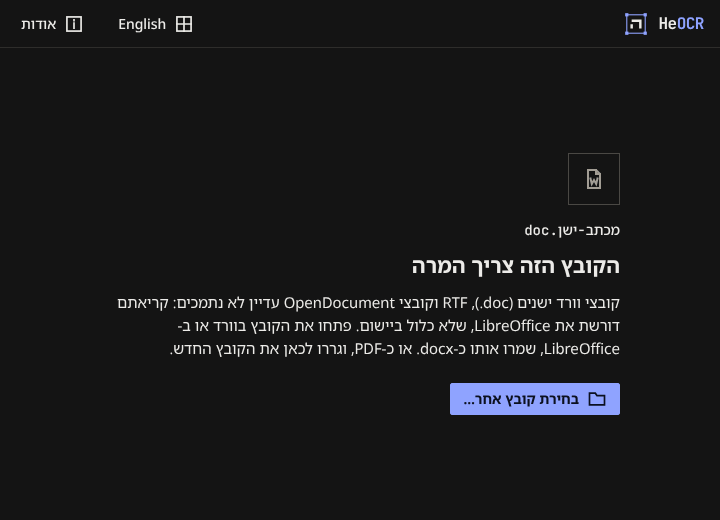 HeOCR
English
אודות
מכתב-ישן.doc
הקובץ הזה צריך המרה
קובצי וורד ישנים (.doc), RTF וקובצי OpenDocument עדיין לא נתמכים: קריאתם
דורשת את LibreOffice, שלא כלול ביישום. פתחו את הקובץ בוורד או ב-
LibreOffice, שמרו אותו כ-docx. או כ-PDF, וגררו לכאן את הקובץ החדש.
בחירת קובץ אחר...